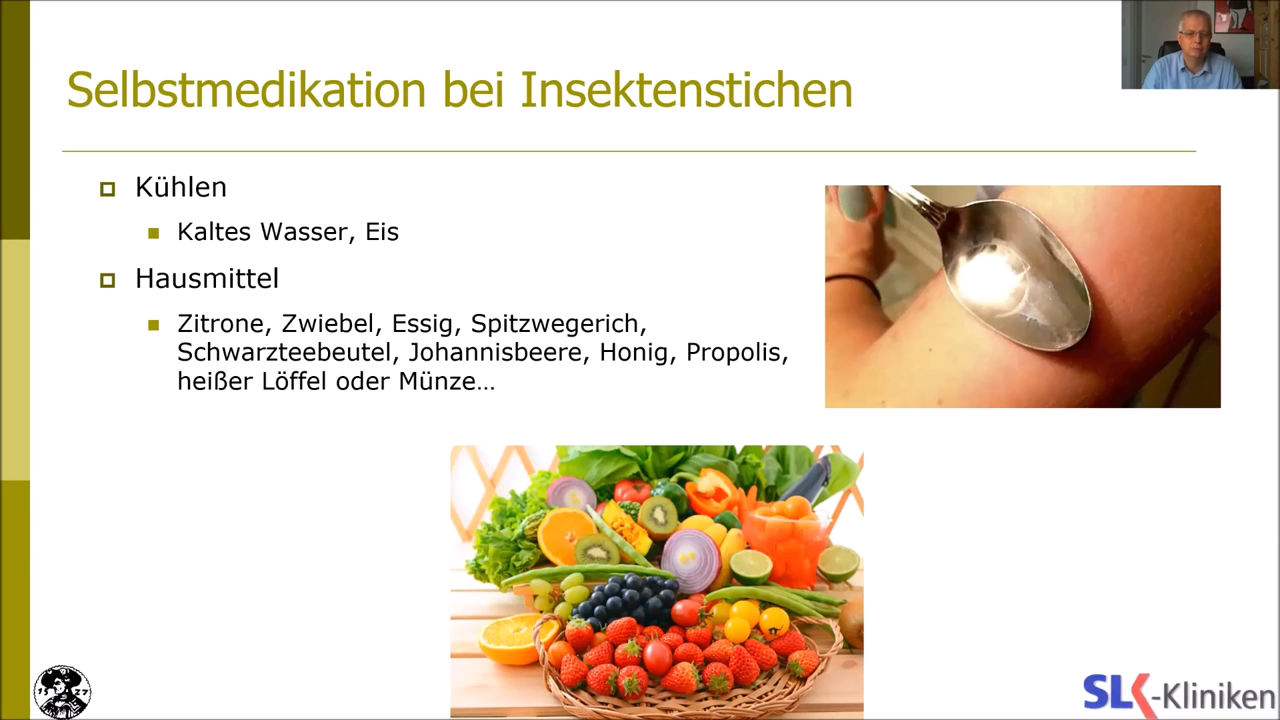 Selbstmedikation bei Insektenstichen
Kühlen
Kaltes Wasser, Eis
Hausmittel
Zitrone, Zwiebel, Essig, Spitzwegerich,
Schwarzteebeutel, Johannisbeere, Honig, Propolis,
heißer Löffel oder Münze…
1527
SLK-Kliniken